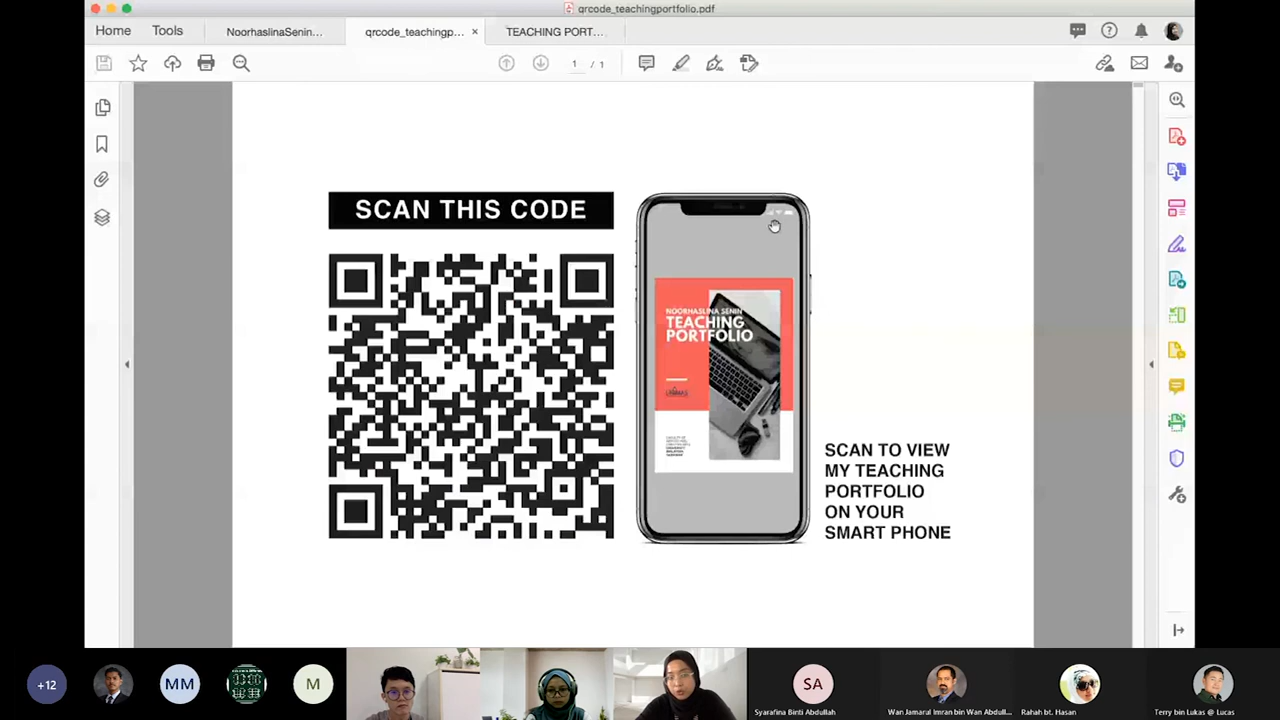 qrcode_teachingportfolio.pdf
Home
Tools
NoorhaslinaSenin...
qrcode_teachingp...
TEACHING PORT...
1 / 1
SCAN THIS CODE
NOORHASLINA SENIN
TEACHING
PORTFOLIO
SCAN TO VIEW
MY TEACHING
PORTFOLIO
ON YOUR
SMART PHONE
+12
MM
M
SA
Syarafina Binti Abdullah
Wan Jamarul Imran bin Wan Abdull...
Rahah bt. Hasan
Terry bin Lukas @ Lucas